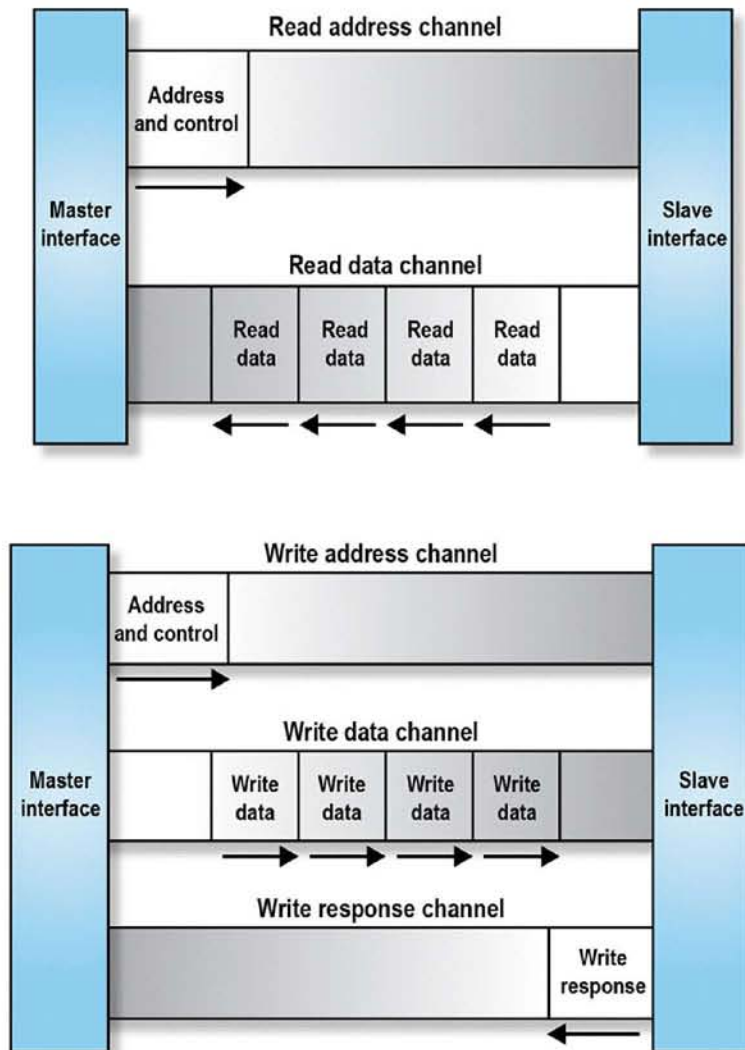 Read address channel
Address
and control
Master
interface
Slave
interface
Read data channel
Read
data
Read
data
Read
data
Read
data
Write address channel
Address
and control
Write data channel
Master
interface
Write
data
Write
data
Write
data
Write
data
Slave
interface
Write response channel
Write
response